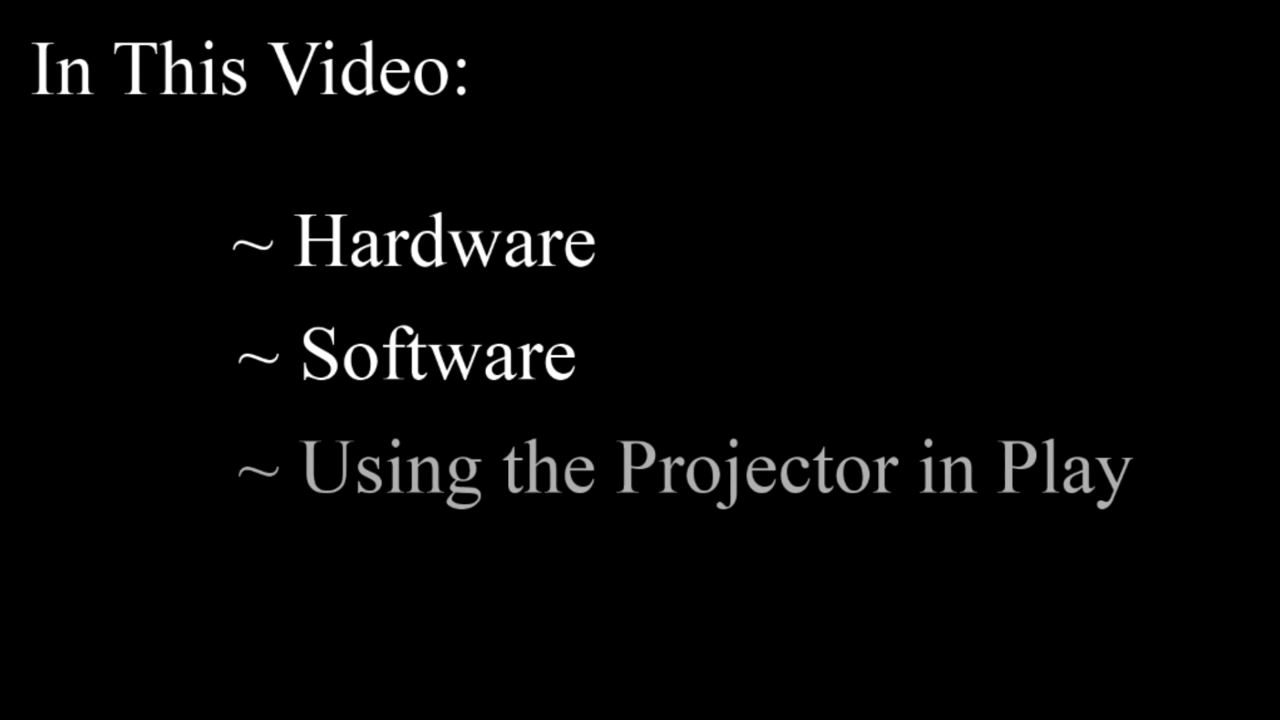 In This Video:
~ Hardware
~ Software
~ Using the Projector in Play